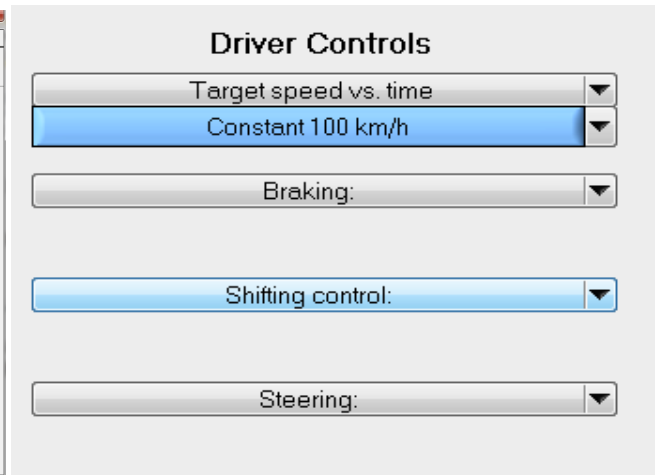 Driver Controls
Target speed vs. time
Constant 100 km/h
Braking:
Shifting control:
Steering: